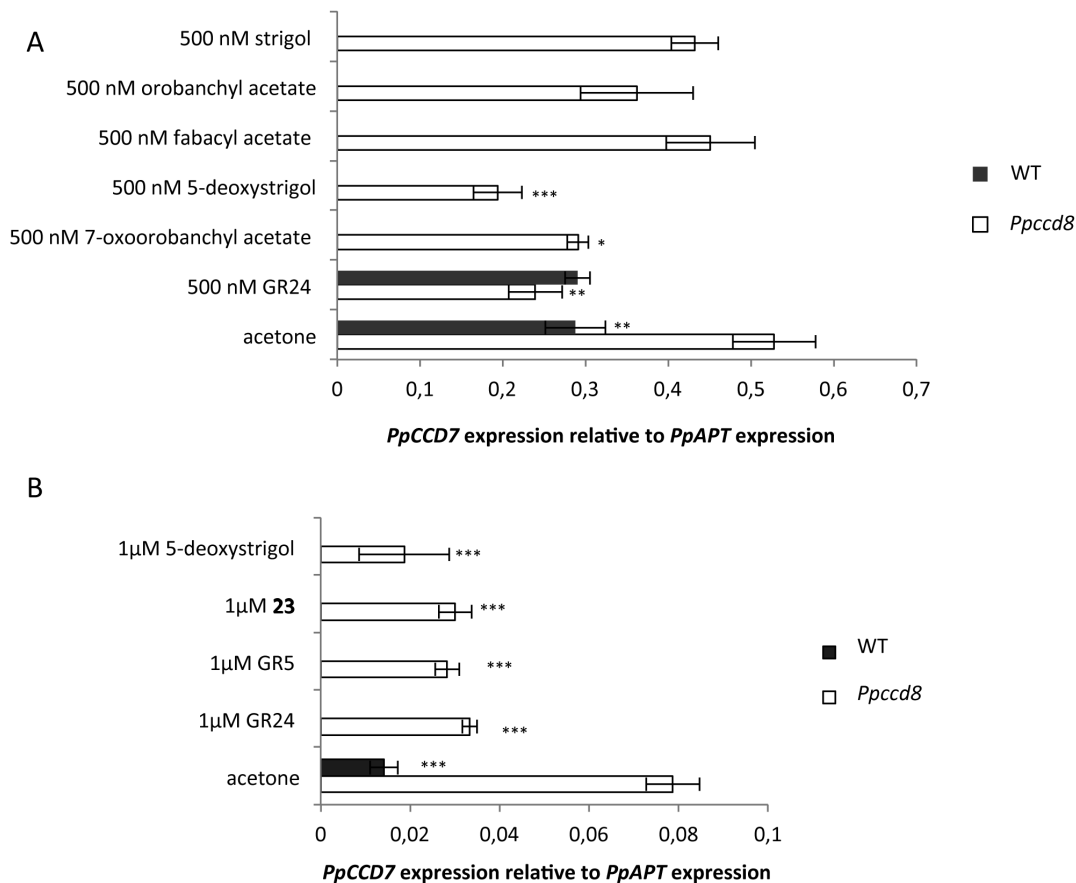 A
500 nM strigol
500 nM orobanchyl acetate
500 nM fabacyl acetate
500 nM 5-deoxystrigol
***
500 nM 7-oxoorobanchyl acetate
*
500 nM GR24
**
acetone
**
WT
Ppccd8
0 0,1 0,2 0,3 0,4 0,5 0,6 0,7
PpCCD7 expression relative to PpAPT expression
B
1µM 5-deoxystrigol
***
1µM 23
***
1µM GR5
***
1µM GR24
***
acetone
***
WT
Ppccd8
0 0,02 0,04 0,06 0,08 0,1
PpCCD7 expression relative to PpAPT expression